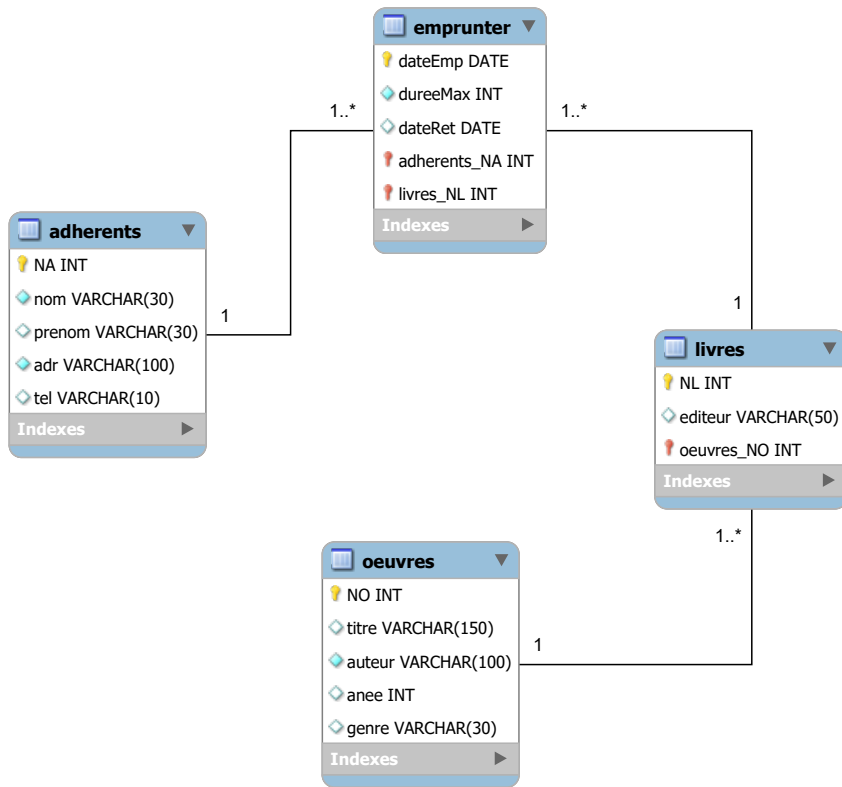 emprunter
dateEmp DATE
dureeMax INT
dateRet DATE
adherents_NA INT
livres_NL INT
Indexes
1..*
1..*
adherents
NA INT
nom VARCHAR(30)
prenom VARCHAR(30)
adr VARCHAR(100)
tel VARCHAR(10)
Indexes
1
1
livres
NL INT
editeur VARCHAR(50)
oeuvres_NO INT
Indexes
1..*
oeuvres
NO INT
titre VARCHAR(150)
auteur VARCHAR(100)
anee INT
genre VARCHAR(30)
Indexes
1